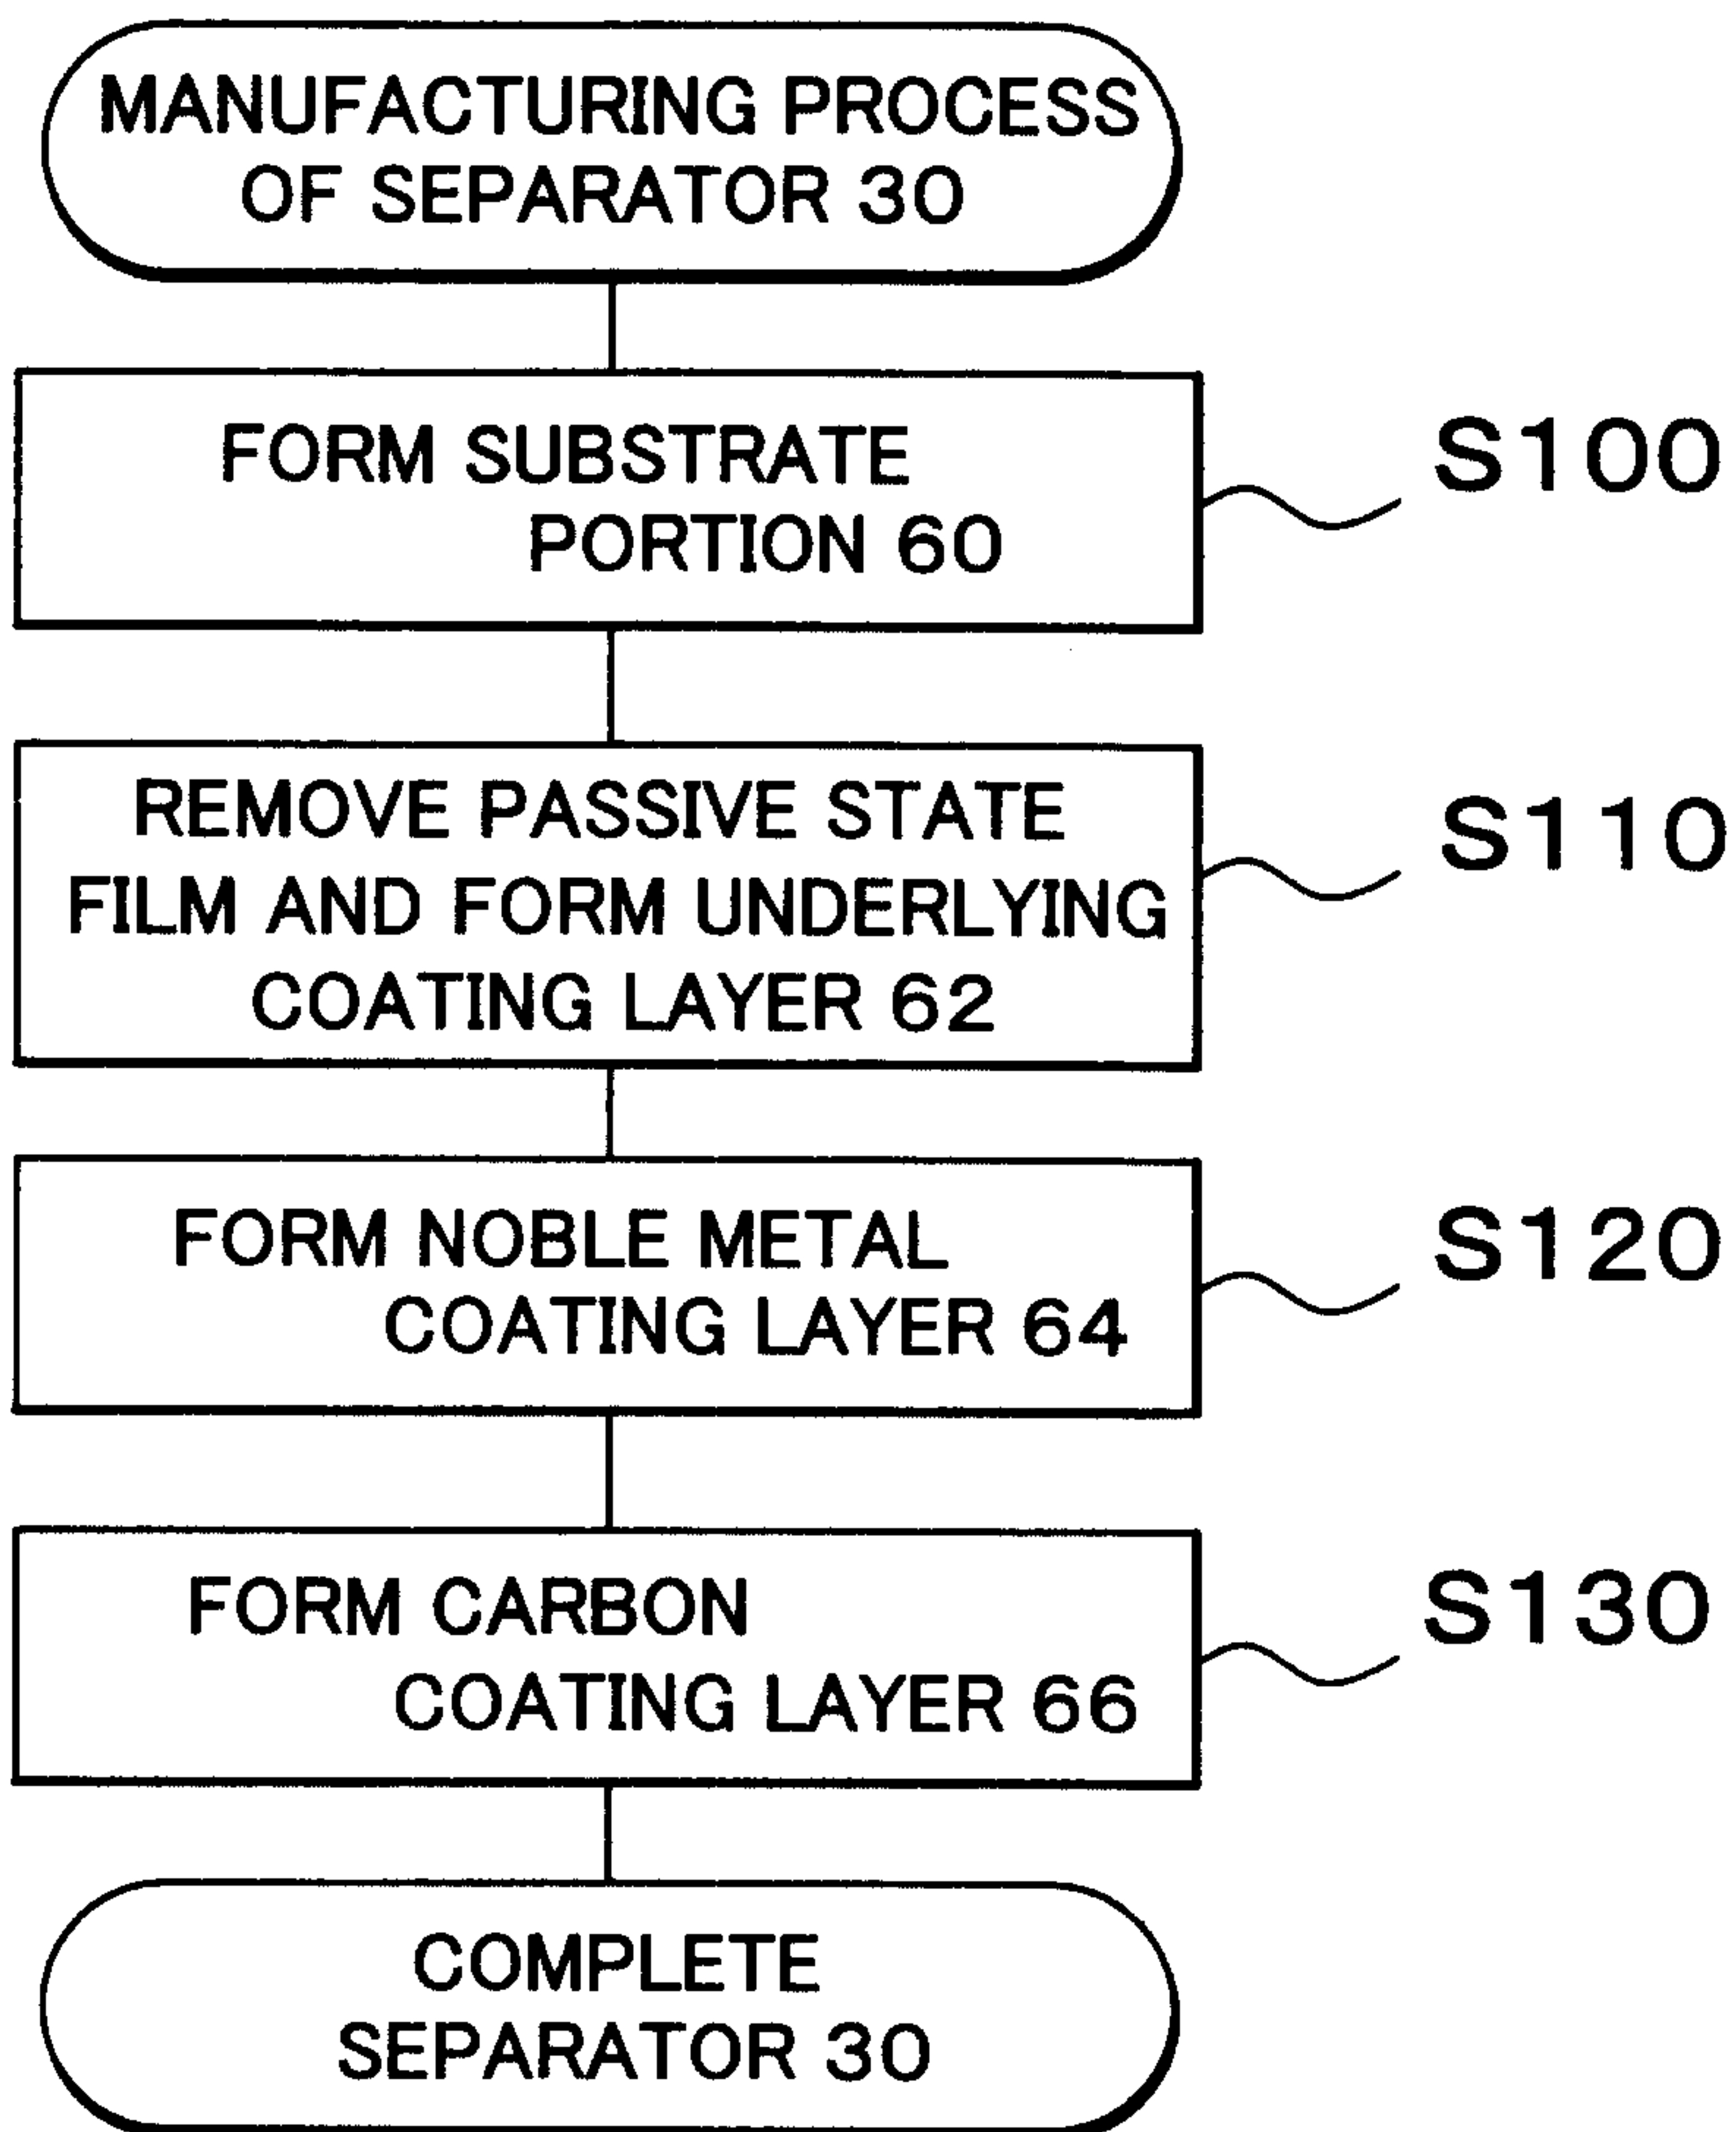 MANUFACTURING PROCESS
OF SEPARATOR 30
FORM SUBSTRATE
PORTION 60
S100
REMOVE PASSIVE STATE
FILM AND FORM UNDERLYING
COATING LAYER 62
S110
FORM NOBLE METAL
COATING LAYER 64
S120
FORM CARBON
COATING LAYER 66
S130
COMPLETE
SEPARATOR 30